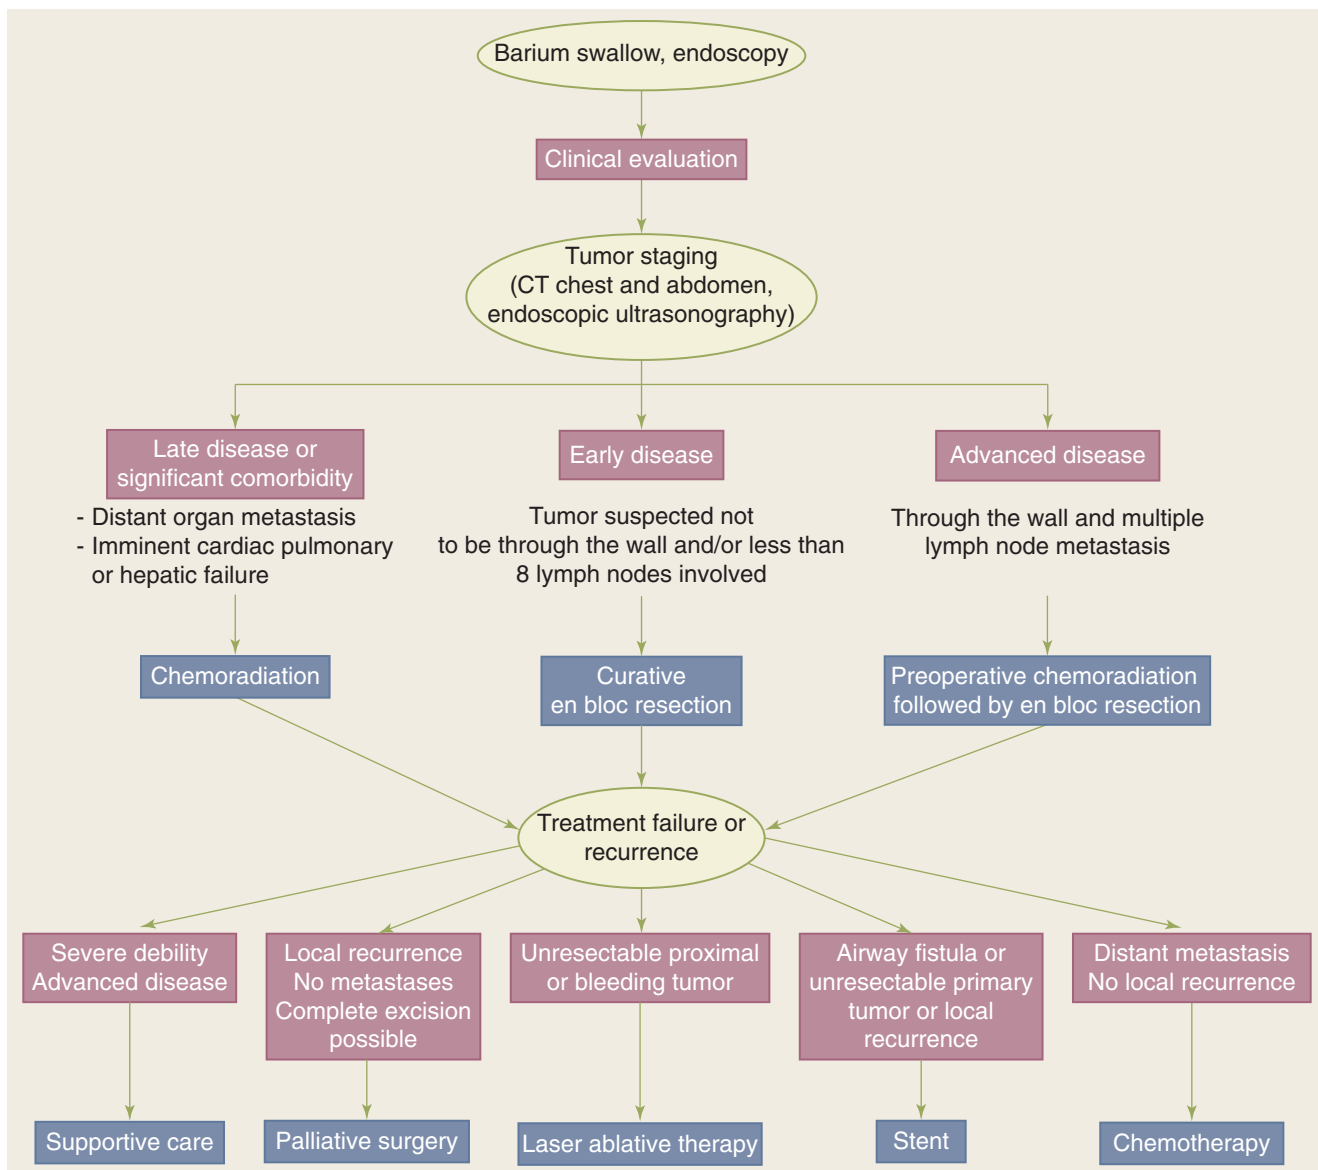 Barium swallow, endoscopy
Clinical evaluation
Tumor staging
(CT chest and abdomen,
endoscopic ultrasonography)
Late disease or
significant comorbidity
- Distant organ metastasis
- Imminent cardiac pulmonary
or hepatic failure
Early disease
Tumor suspected not
to be through the wall and/or less than
8 lymph nodes involved
Advanced disease
Through the wall and multiple
lymph node metastasis
Chemoradiation
Curative
en bloc resection
Preoperative chemoradiation
followed by en bloc resection
Treatment failure or
recurrence
Severe debility
Advanced disease
Local recurrence
No metastases
Complete excision
possible
Unresectable proximal
or bleeding tumor
Airway fistula or
unresectable primary
tumor or local
recurrence
Distant metastasis
No local recurrence
Supportive care
Palliative surgery
Laser ablative therapy
Stent
Chemotherapy